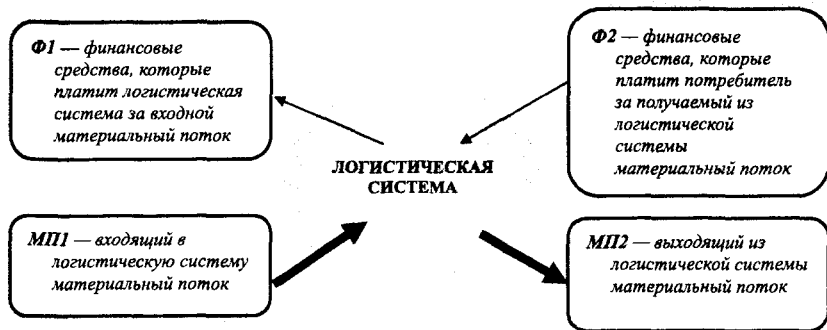 Ф1 — финансовые
средства, которые
платит логистическая
система за входной
материальный поток
Ф2 — финансовые
средства, которые
платит потребитель
за получаемый из
логистической
системы
материальный поток
ЛОГИСТИЧЕСКАЯ
СИСТЕМА
МП1 — входящий в
логистическую систему
материальный поток
МП2 — выходящий из
логистической системы
материальный поток